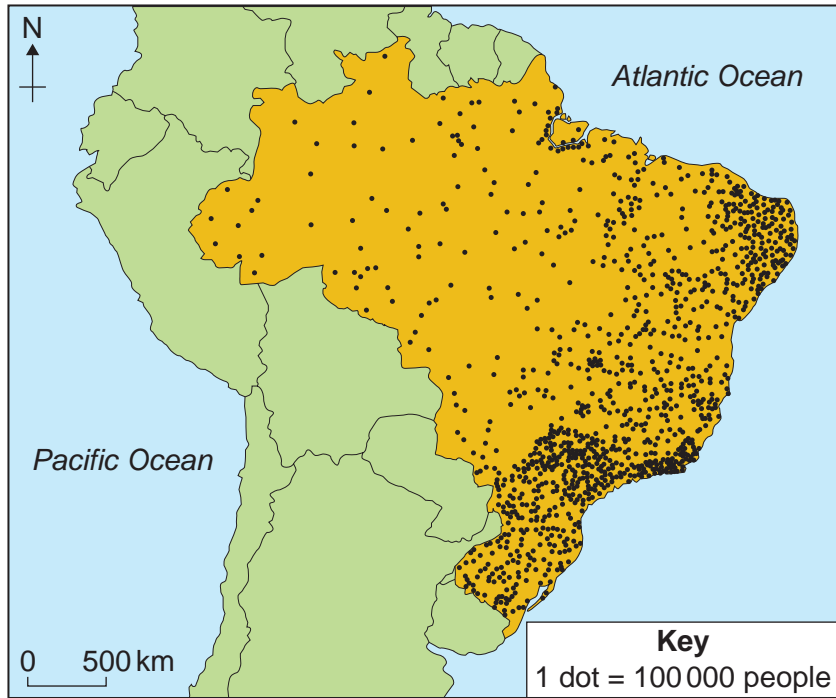 N
Atlantic Ocean
Pacific Ocean
0 500 km
Key
1 dot = 100 000 people